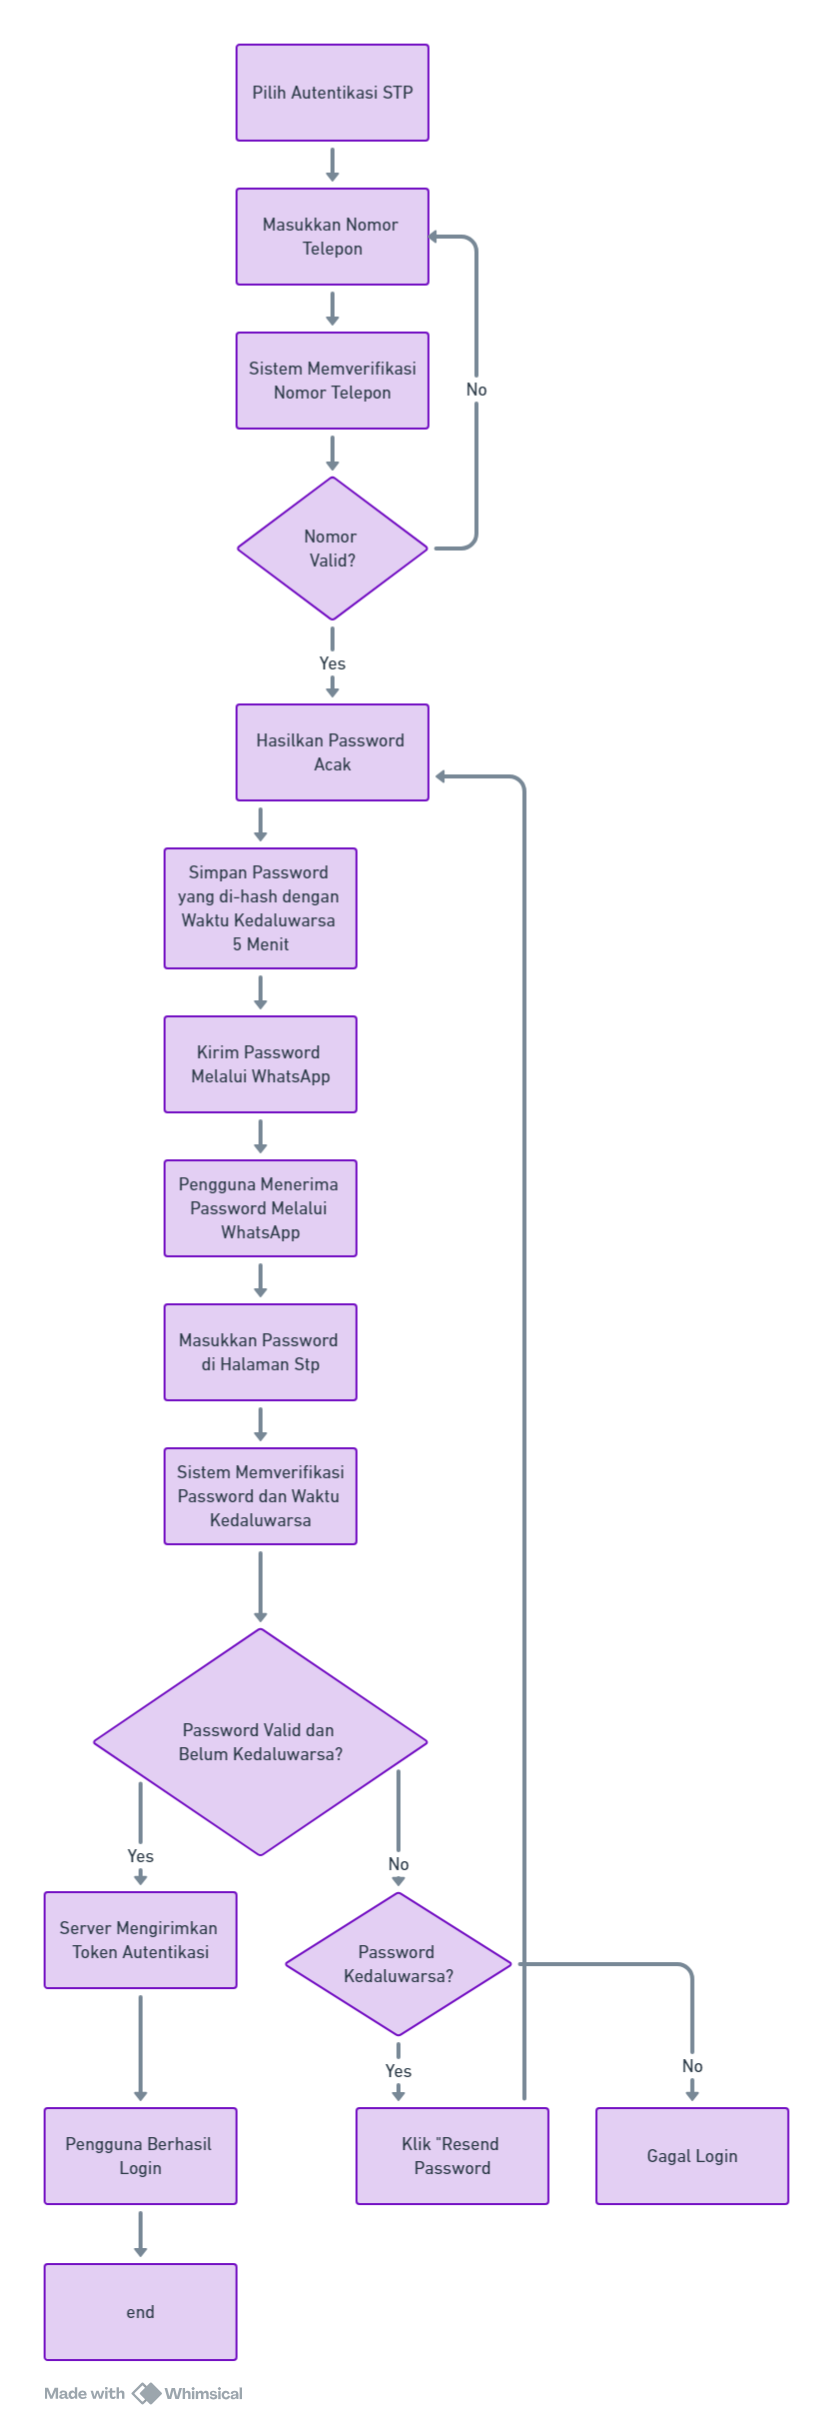 Pilih Autentikasi STP
Masukkan Nomor
Telepon
Sistem Memverifikasi
Nomor Telepon
No
Nomor
Valid?
Yes
Hasilkan Password
Acak
Simpan Password
yang di-hash dengan
Waktu Kedaluwarsa
5 Menit
Kirim Password
Melalui WhatsApp
Pengguna Menerima
Password Melalui
WhatsApp
Masukkan Password
di Halaman Stp
Sistem Memverifikasi
Password dan Waktu
Kedaluwarsa
Password Valid dan
Belum Kedaluwarsa?
Yes
No
Server Mengirimkan
Token Autentikasi
Password
Kedaluwarsa?
Yes
No
Pengguna Berhasil
Login
Klik "Resend
Password
Gagal Login
end
Made with Whimsical